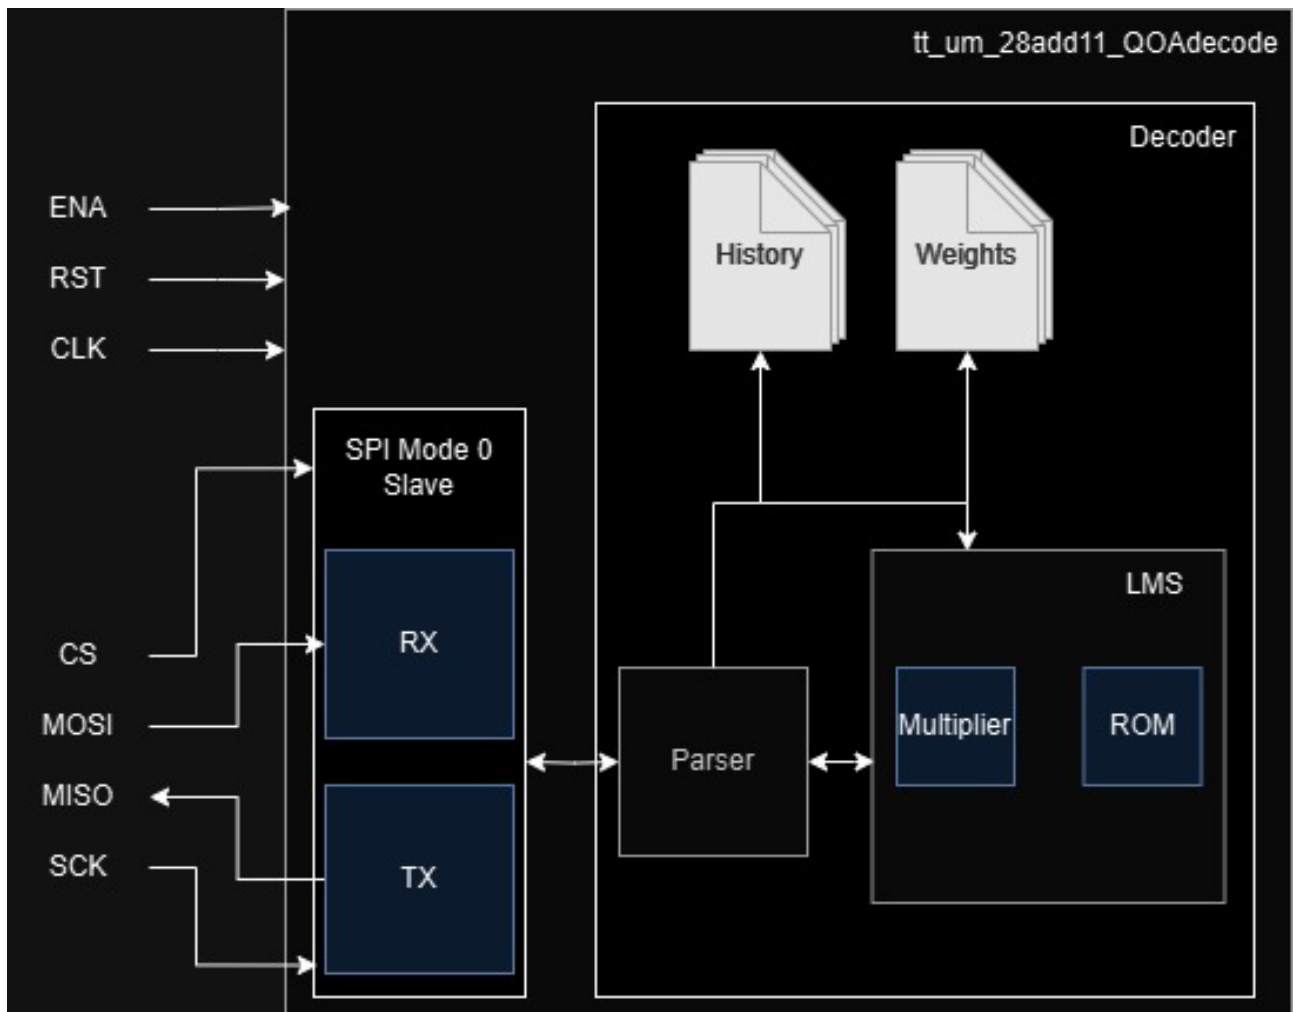 tt_um_28add11_QOAdecode
Decoder
ENA
RST
CLK
History
Weights
SPI Mode 0
Slave
CS
MOSI
MISO
SCK
RX
TX
Parser
LMS
Multiplier
ROM